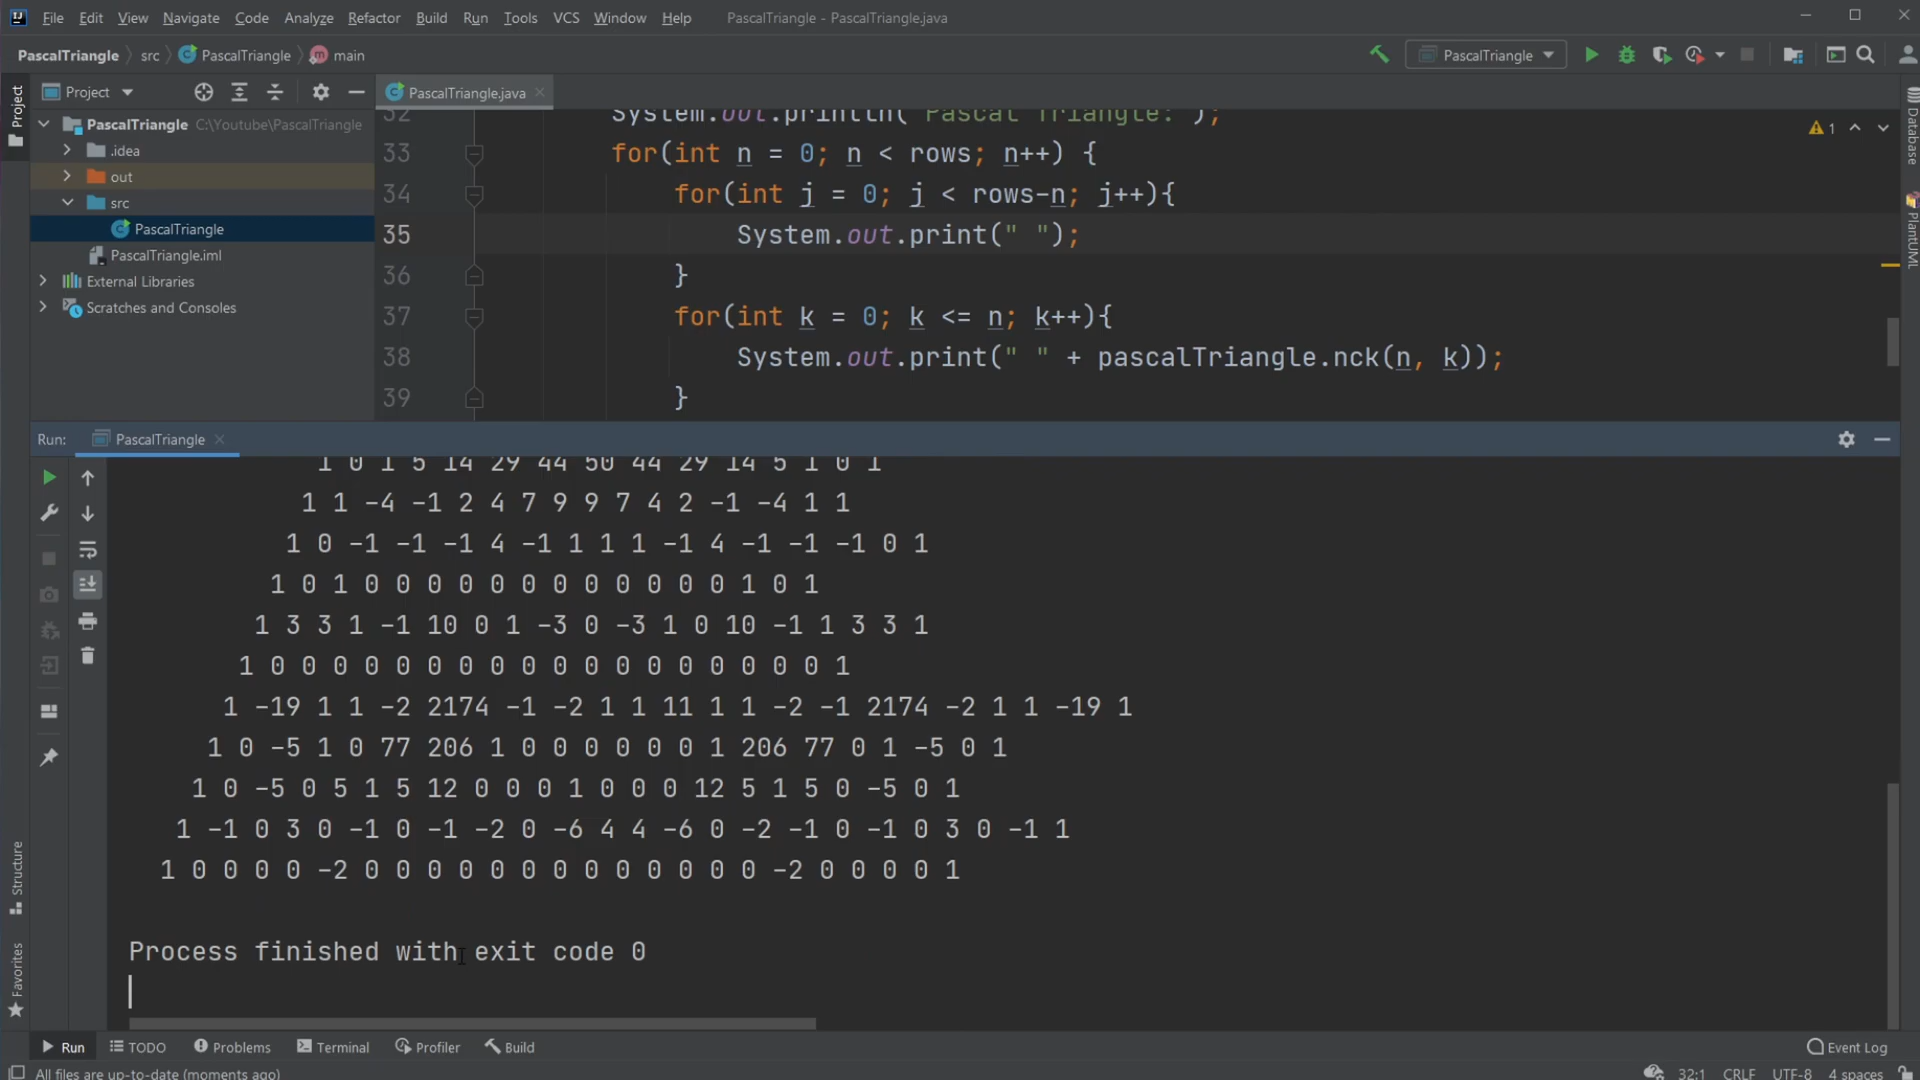 File Edit View Navigate Code Analyze Refactor Build Run Tools VCS Window Help PascalTriangle - PascalTriangle.java
PascalTriangle src PascalTriangle main PascalTriangle
Project
Project
PascalTriangle.java
PascalTriangle C:\Youtube\PascalTriangle
.idea
out
src
PascalTriangle
PascalTriangle.iml
External Libraries
Scratches and Consoles
32 System.out.println("Pascal Triangle:");
33 for(int n = 0; n < rows; n++) {
34 for(int j = 0; j < rows-n; j++){
35 System.out.print(" ");
36 }
37 for(int k = 0; k <= n; k++){
38 System.out.print(" " + pascalTriangle.nck(n, k));
39 }
1
Database
PlantUML
Run: PascalTriangle
1 0 1 5 14 29 44 50 44 29 14 5 1 0 1
1 1 -4 -1 2 4 7 9 9 7 4 2 -1 -4 1 1
1 0 -1 -1 -1 4 -1 1 1 1 -1 4 -1 -1 -1 0 1
1 0 1 0 0 0 0 0 0 0 0 0 0 0 0 1 0 1
1 3 3 1 -1 10 0 1 -3 0 -3 1 0 10 -1 1 3 3 1
1 0 0 0 0 0 0 0 0 0 0 0 0 0 0 0 0 0 0 1
1 -19 1 1 -2 2174 -1 -2 1 1 11 1 1 -2 -1 2174 -2 1 1 -19 1
1 0 -5 1 0 77 206 1 0 0 0 0 0 0 1 206 77 0 1 -5 0 1
1 0 -5 0 5 1 5 12 0 0 0 1 0 0 0 12 5 1 5 0 -5 0 1
1 -1 0 3 0 -1 0 -1 -2 0 -6 4 4 -6 0 -2 -1 0 -1 0 3 0 -1 1
1 0 0 0 0 -2 0 0 0 0 0 0 0 0 0 0 0 0 0 -2 0 0 0 0 1
Process finished with exit code 0
Structure
Favorites
Run TODO Problems Terminal Profiler Build Event Log
All files are up-to-date (moments ago) 32:1 CRLF UTF-8 4 spaces